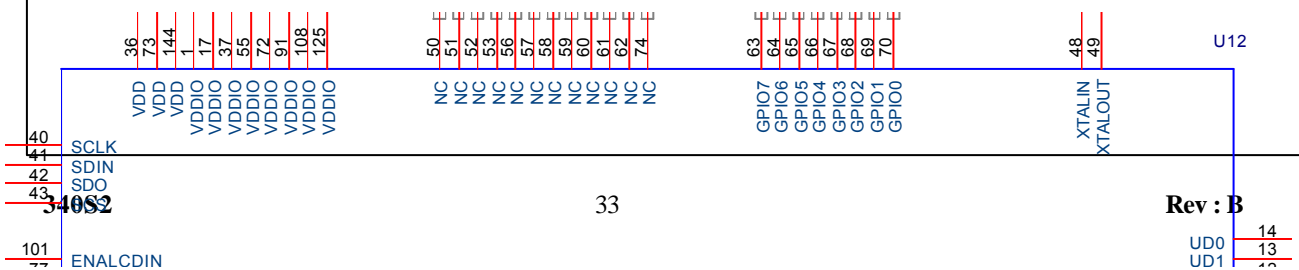 36 73 144 1 17 37 55 72 91 108 125 50 51 52 53 56 57 58 59 60 61 62 74 63 64 65 66 67 68 69 70 48 49 U12
VDD VDD VDD VDDIO VDDIO VDDIO VDDIO VDDIO VDDIO VDDIO VDDIO NC NC NC NC NC NC NC NC NC NC NC NC GPIO7 GPIO6 GPIO5 GPIO4 GPIO3 GPIO2 GPIO1 GPIO0 XTALIN XTALOUT
40 SCLK
41 SDIN
42 SDO
43
340S2 33 Rev : B
14 UD0
13 UD1
101 ENALCDIN